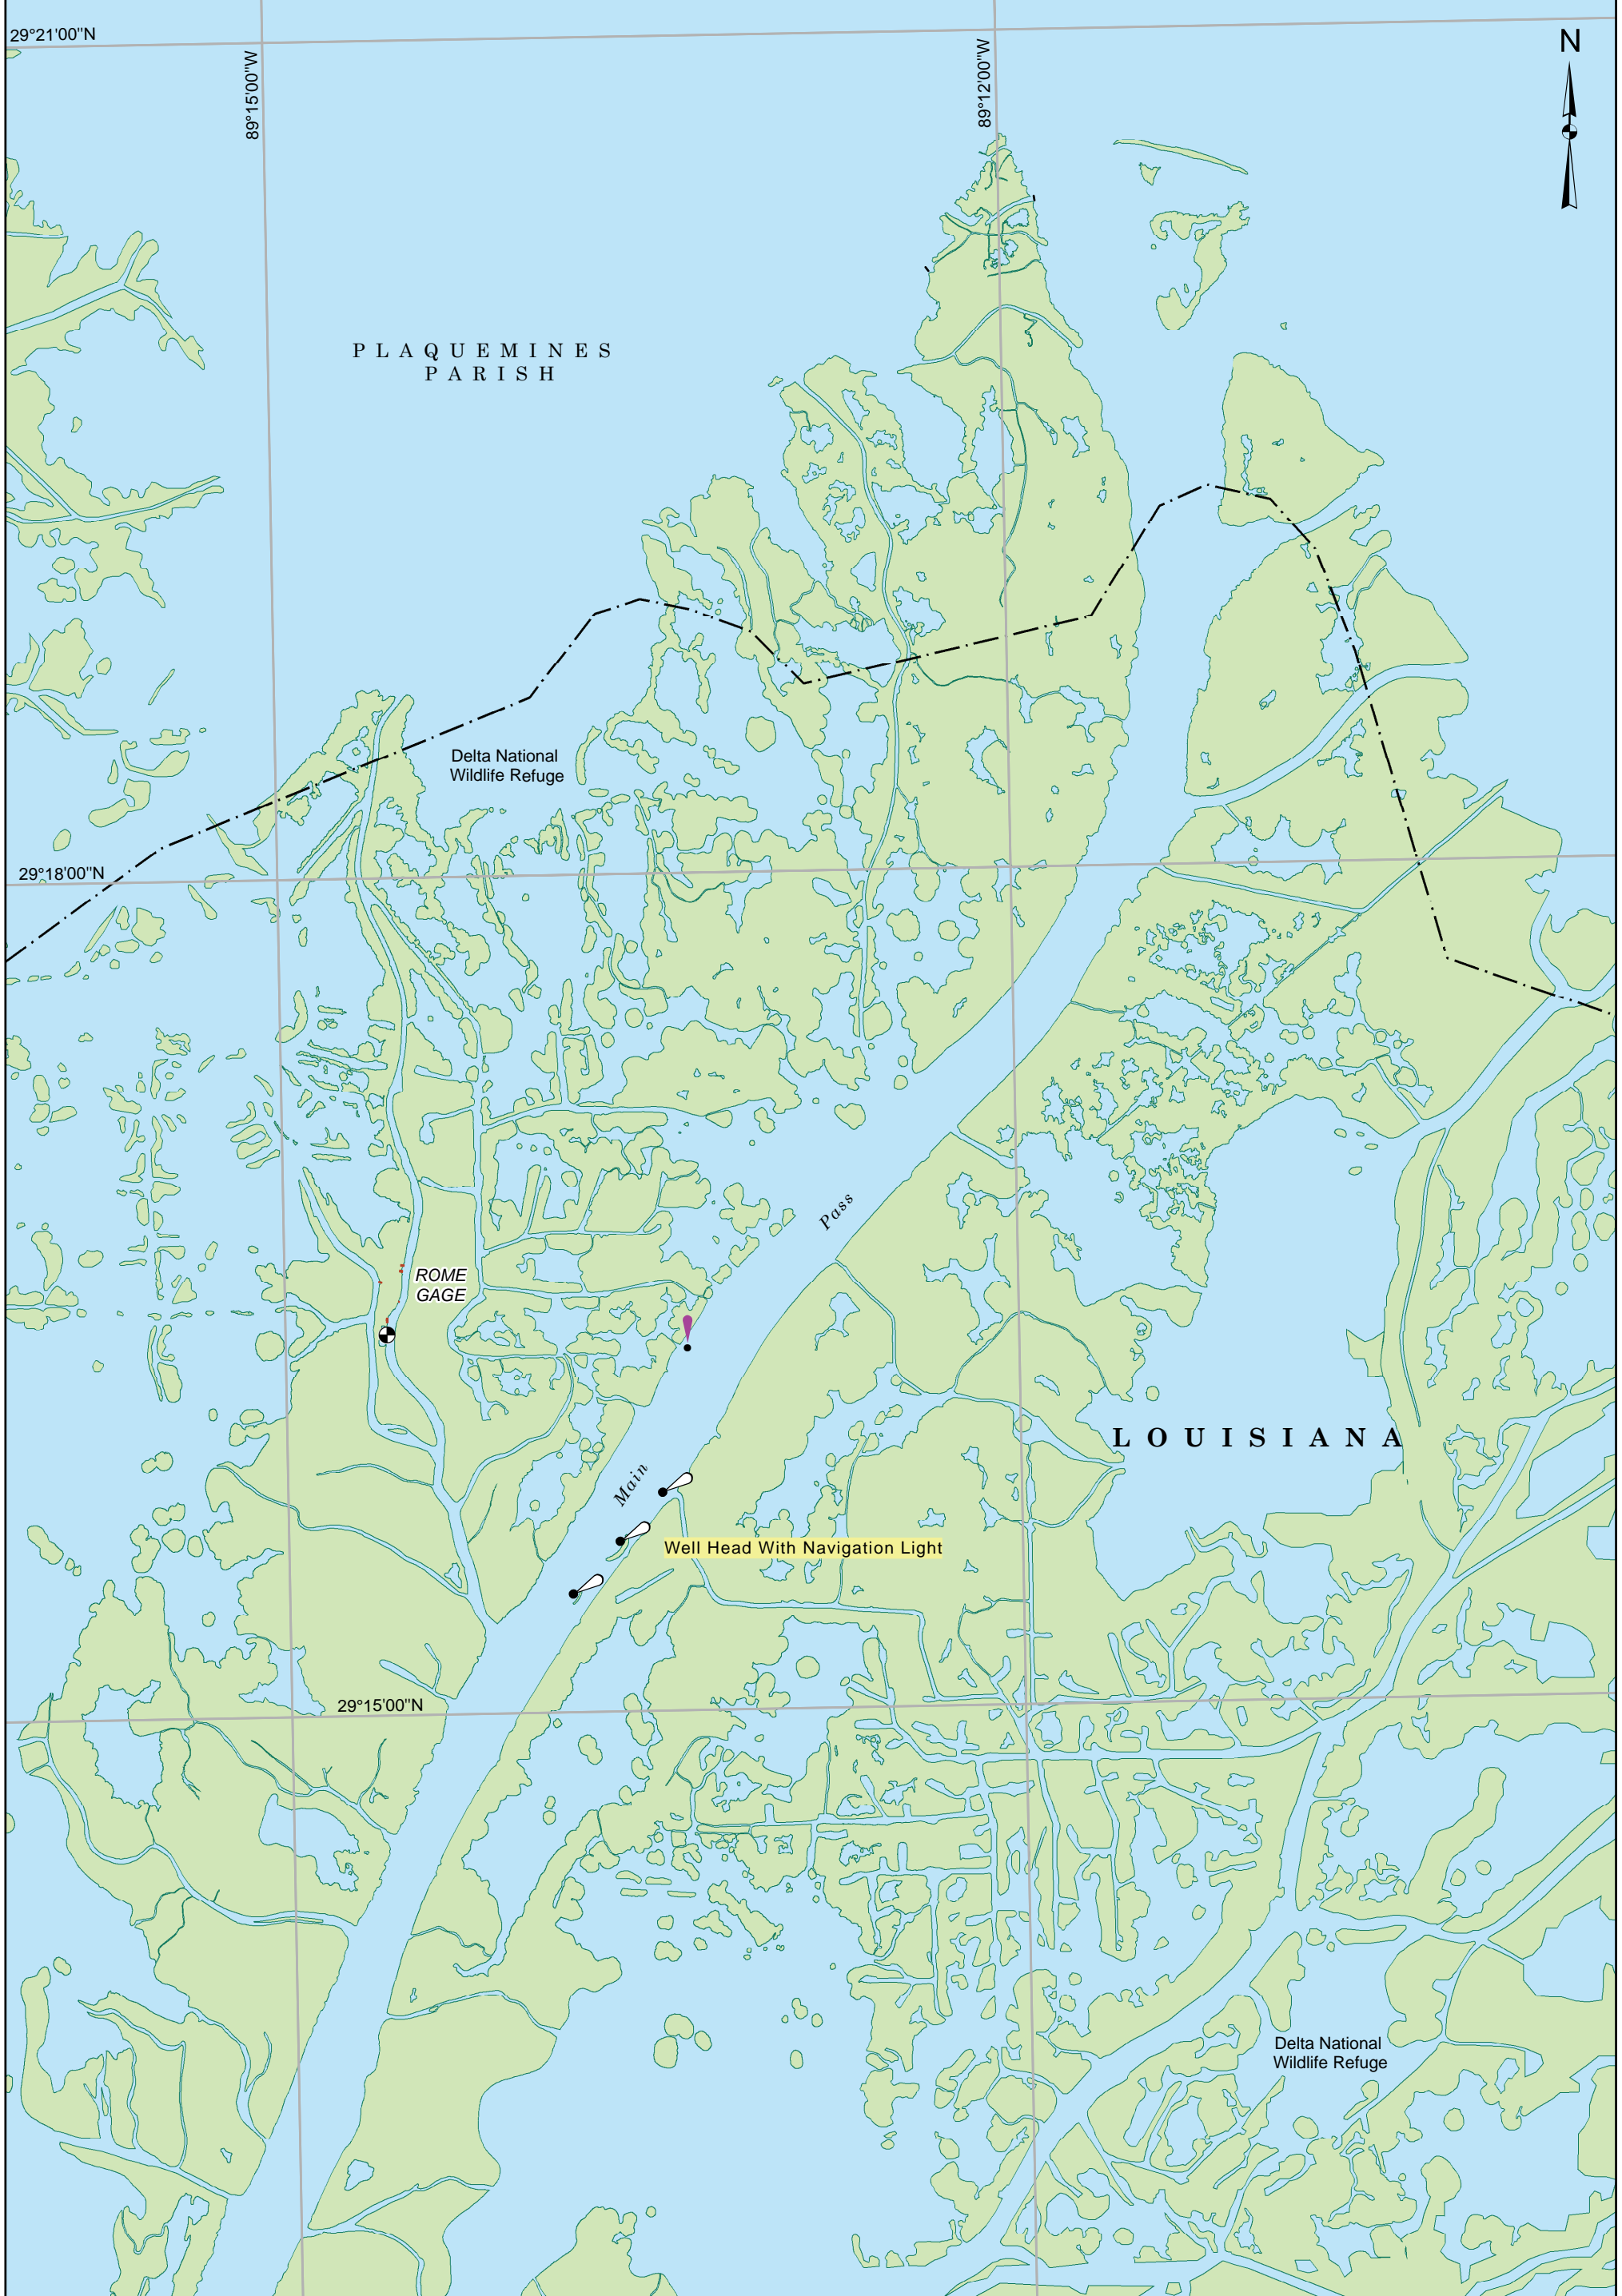 29°21'00"N
89°15'00"W
89°12'00"W
N
PLAQUEMINES
PARISH
Delta National
Wildlife Refuge
29°18'00"N
Pass
ROME
GAGE
LOUISIANA
Main
Well Head With Navigation Light
29°15'00"N
Delta National
Wildlife Refuge